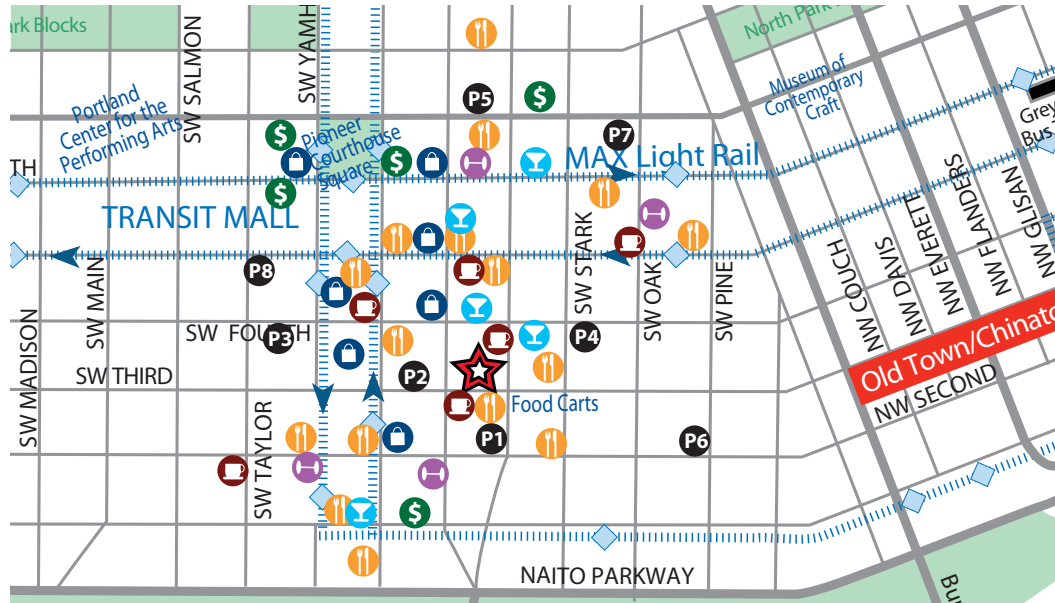 ark Blocks
SW SALMON
SW YAMH
North Park
Portland
Center for the
Performing Arts
P5
$
Museum of
Contemporary
Craft
Grey
Bus
$
Pioneer
Courthouse
Square
$
P7
MAX Light Rail
TH
$
TRANSIT MALL
P8
SW MAIN
SW STARK
SW OAK
SW PINE
NW COUCH
NW DAVIS
NW EVERETT
NW FLANDERS
NW GLISAN
SW MADISON
SW FOURTH
P3
P4
SW THIRD
P2
Old Town/Chinato
NW SECOND
Food Carts
SW TAYLOR
P1
P6
$
NAITO PARKWAY